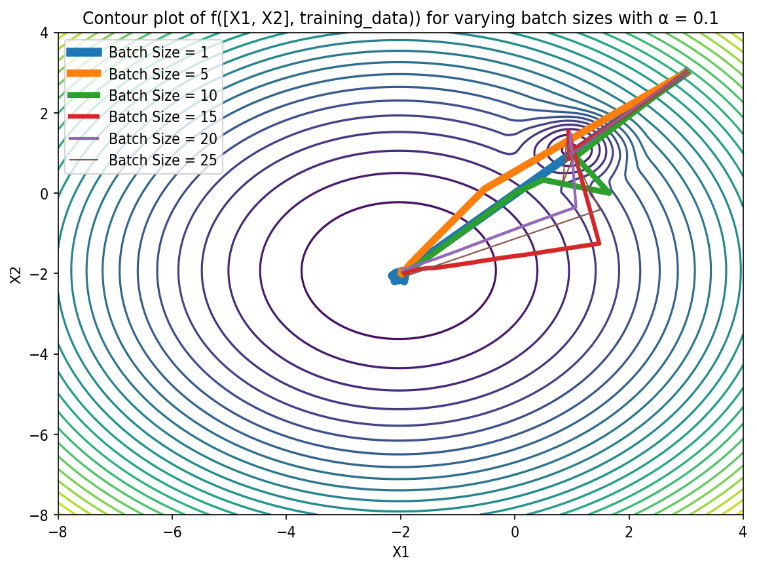 Contour plot of f([X1, X2], training_data)) for varying batch sizes with α = 0.1
Batch Size = 1
Batch Size = 5
Batch Size = 10
Batch Size = 15
Batch Size = 20
Batch Size = 25
4
2
0
−2
−4
−6
−8
X2
−8 −6 −4 −2 0 2 4
X1